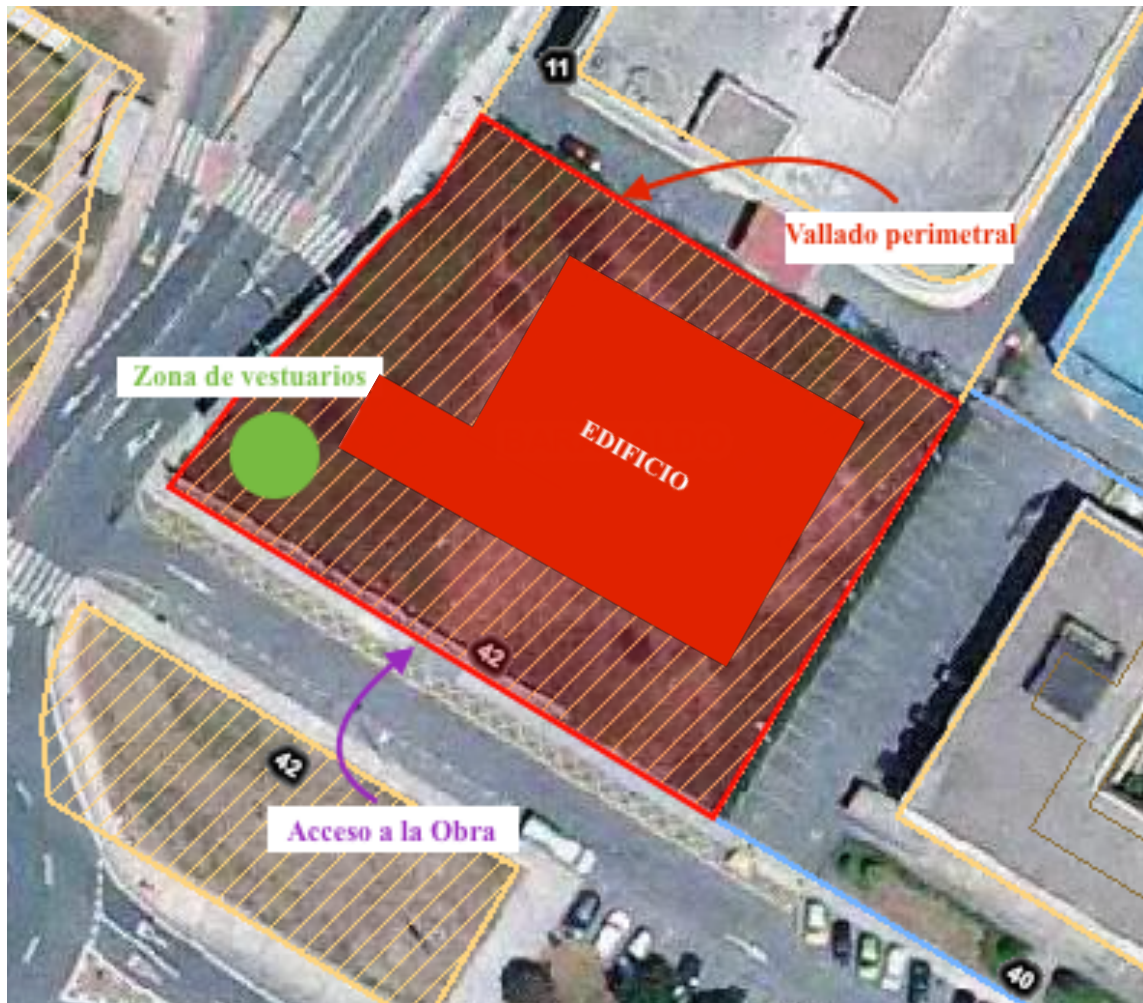 11
Vallado perimetral
Zona de vestuarios
EDIFICIO
42
42
Acceso a la Obra
40